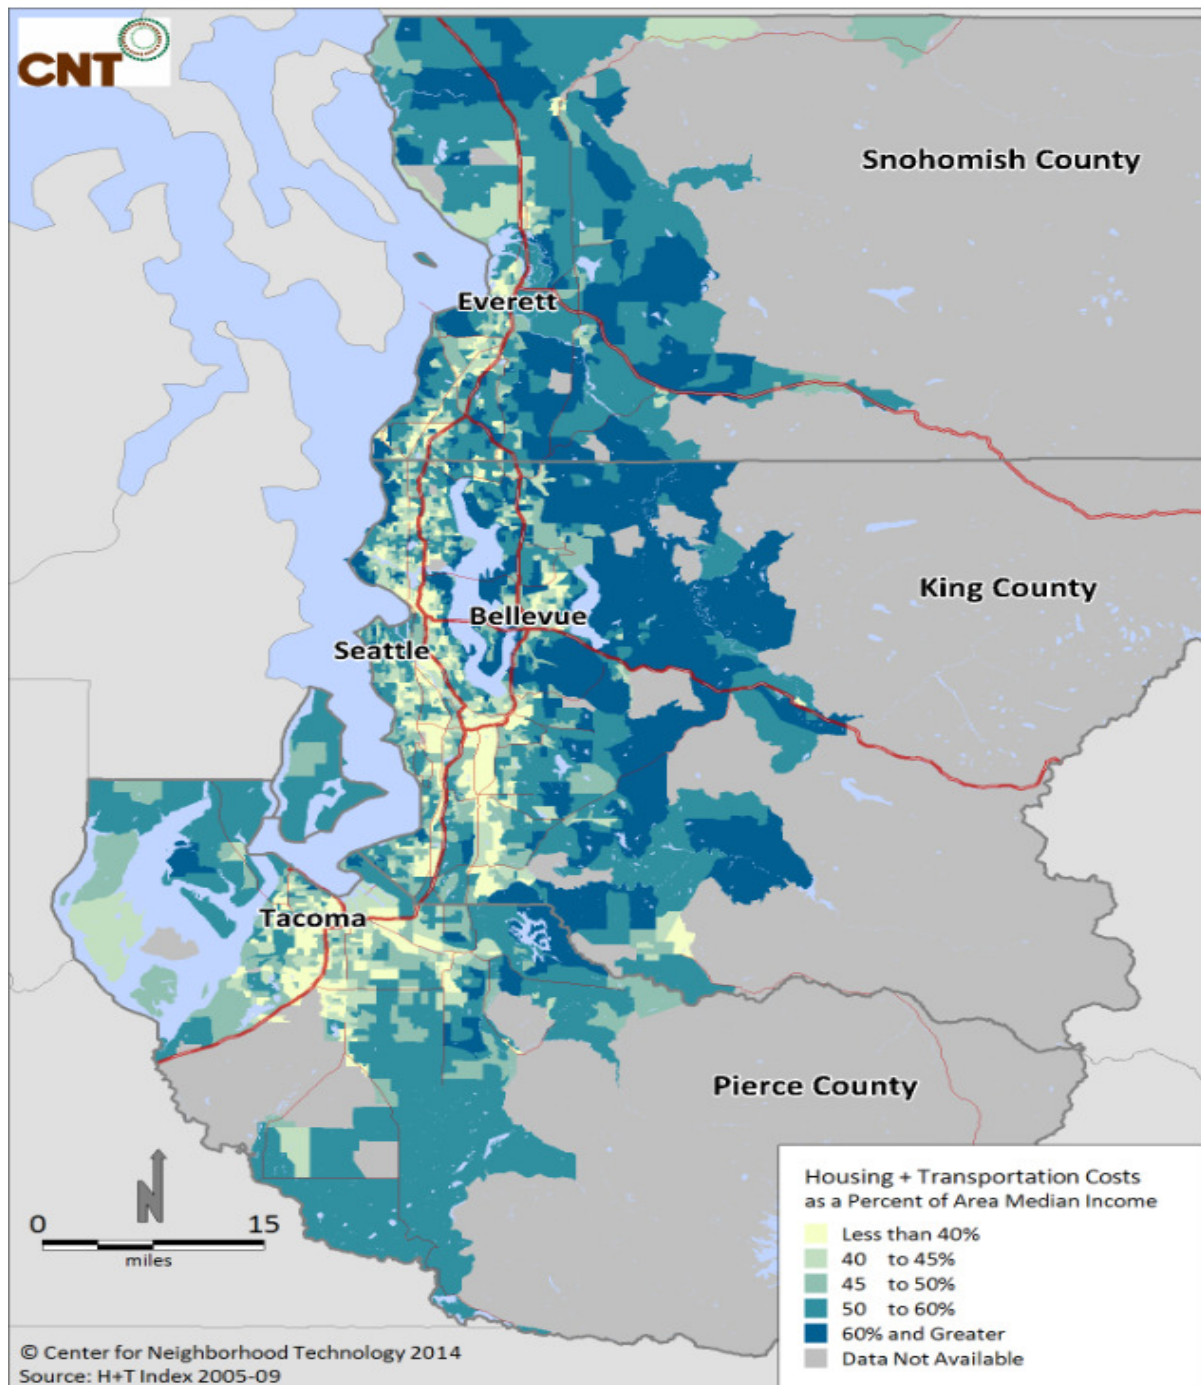 CNT
Snohomish County
Everett
King County
Bellevue
Seattle
Tacoma
Pierce County
N
0 15
miles
Housing + Transportation Costs
as a Percent of Area Median Income
Less than 40%
40 to 45%
45 to 50%
50 to 60%
60% and Greater
Data Not Available
© Center for Neighborhood Technology 2014
Source: H+T Index 2005-09